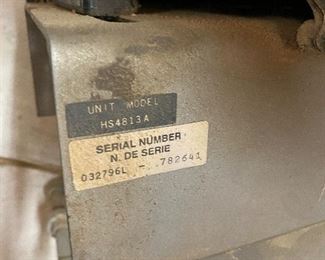 UNIT MODEL
HS4813A
SERIAL NUMBER
N. DE SERIE
032796L - 782641